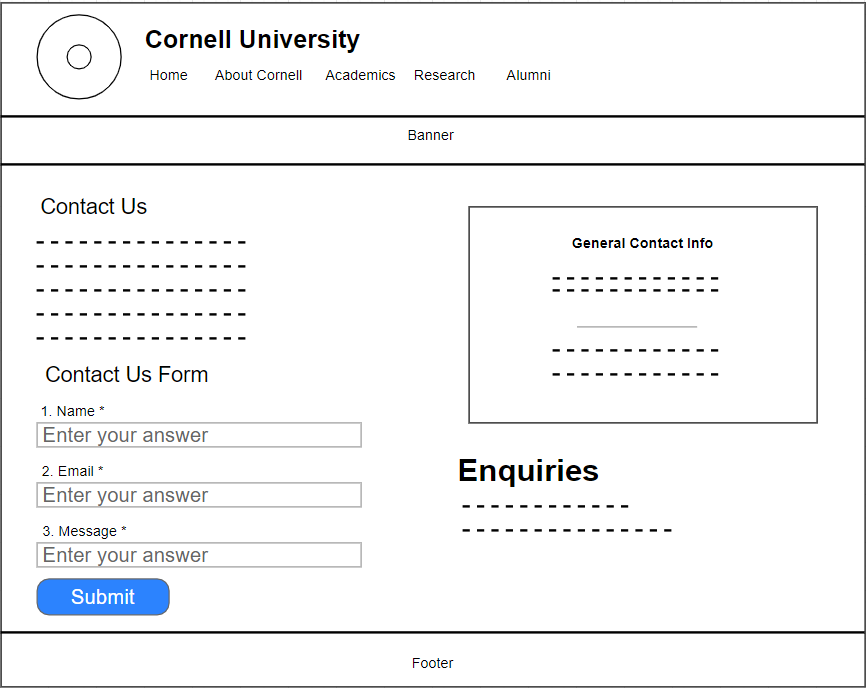 Cornell University
Home About Cornell Academics Research Alumni
Banner
Contact Us
General Contact Info
Contact Us Form
1. Name *
Enter your answer
2. Email *
Enter your answer
3. Message *
Enter your answer
Submit
Enquiries
Footer